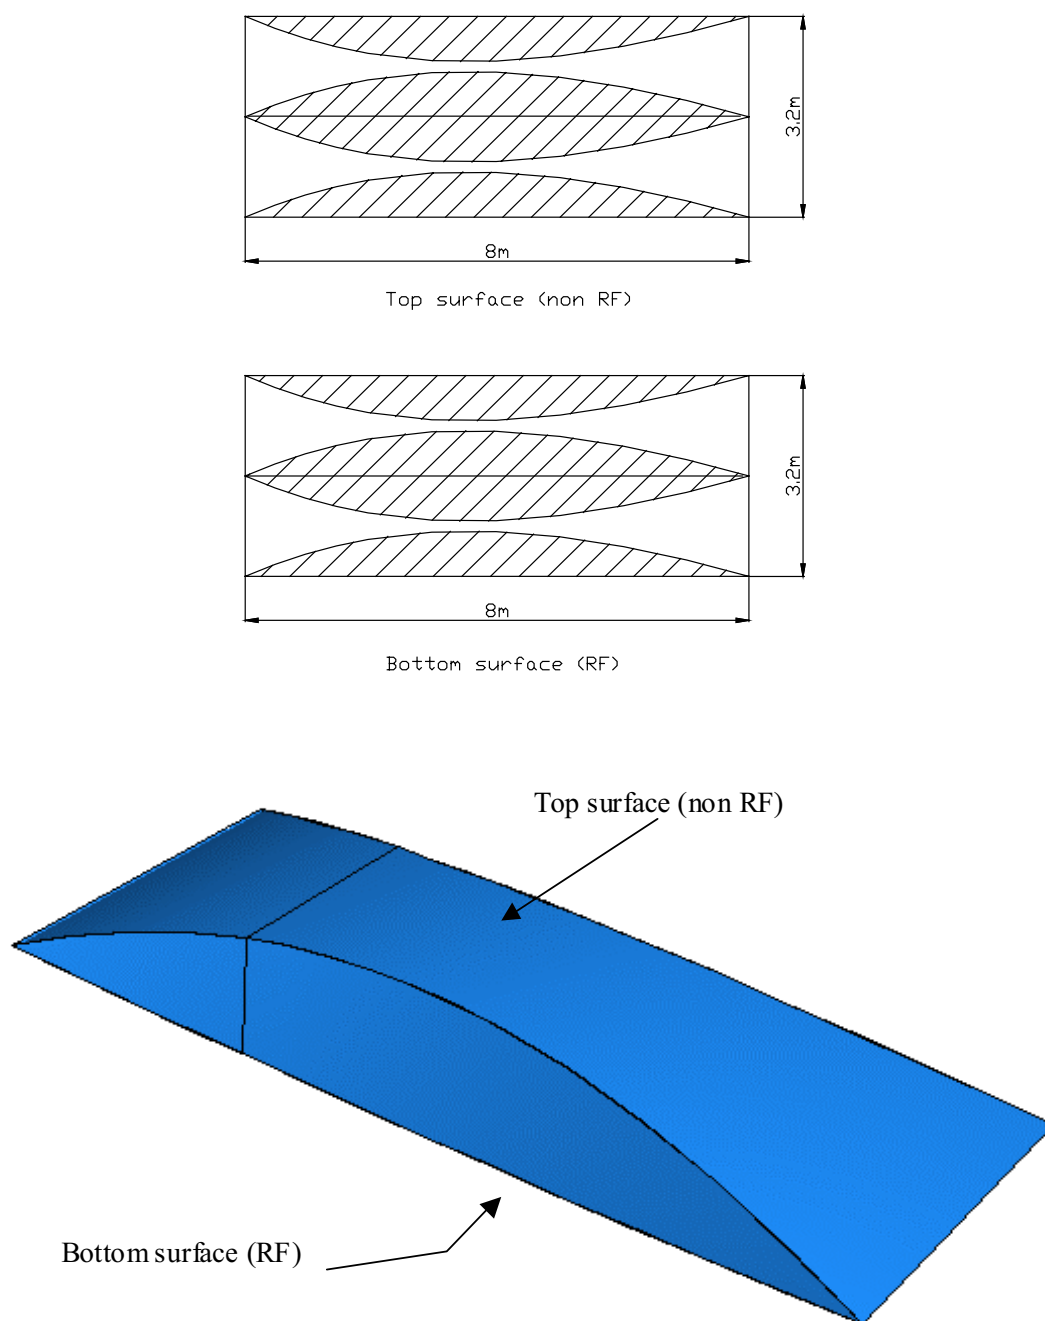 3.2m
8m
Top surface (non RF)
3.2m
8m
Bottom surface (RF)
Top surface (non RF)
Bottom surface (RF)